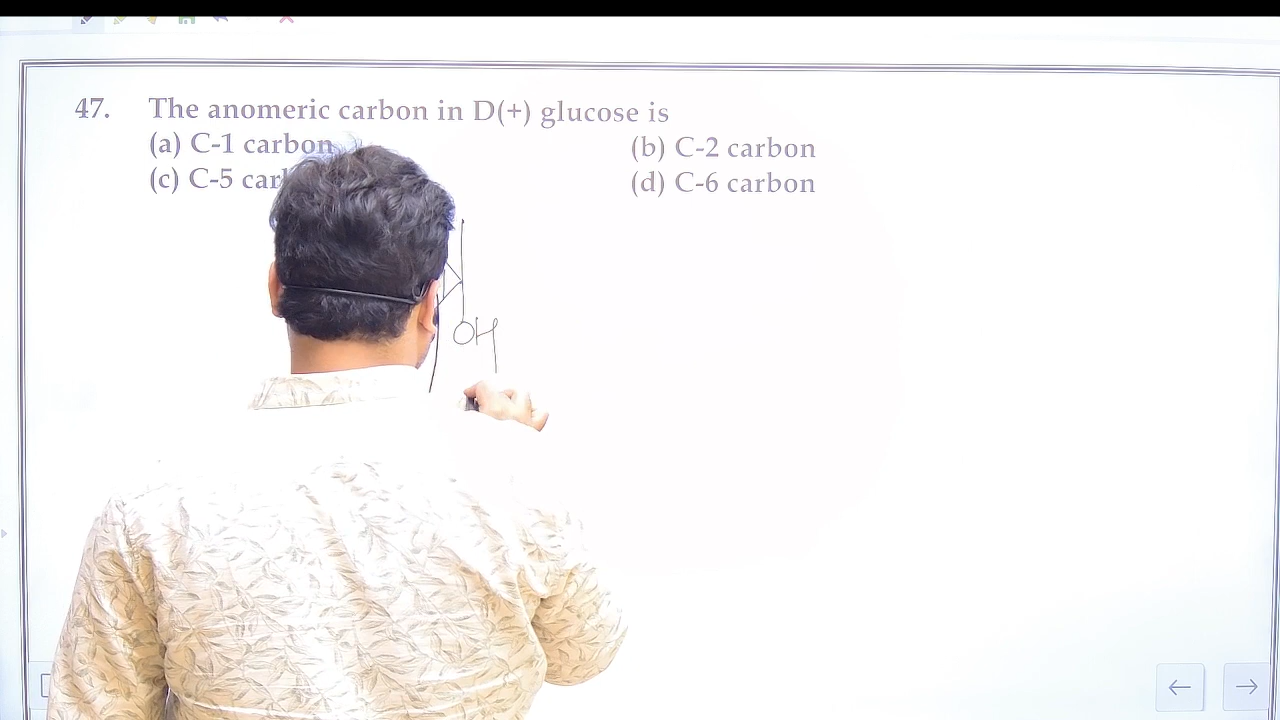 47. The anomeric carbon in D(+) glucose is
(a) C-1 carbon (b) C-2 carbon
(c) C-5 (d) C-6 carbon
OH